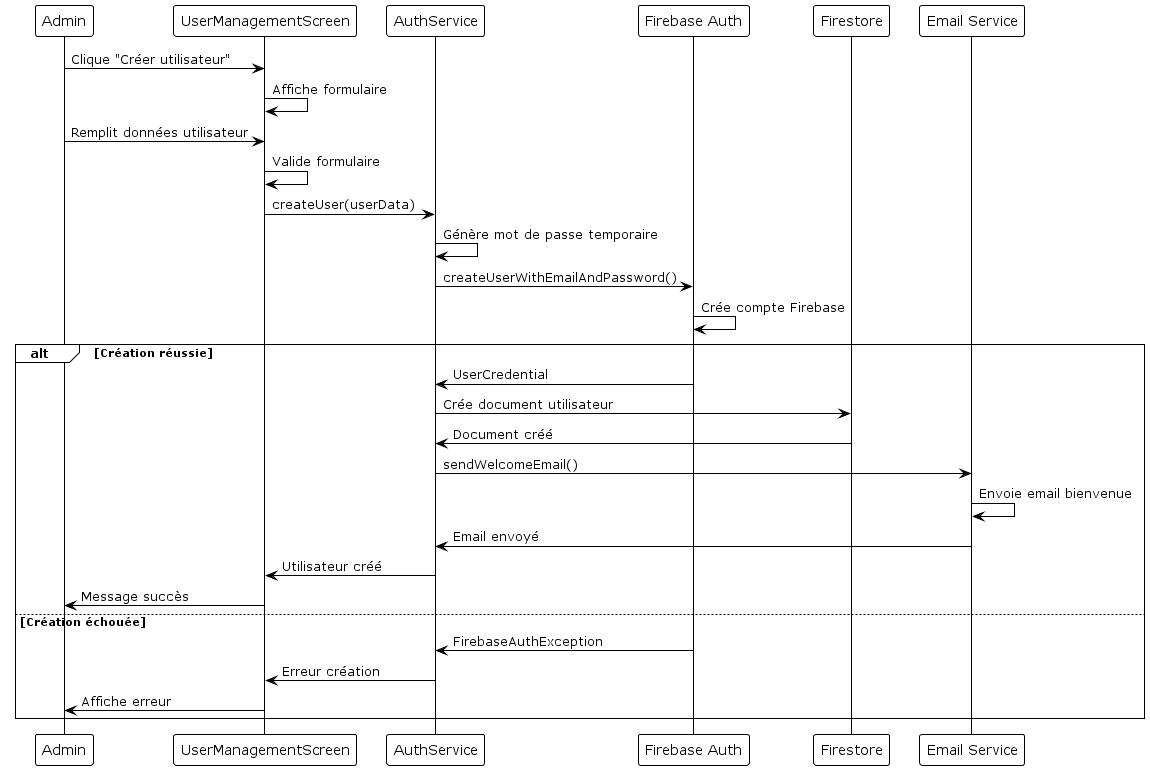 Admin
UserManagementScreen
AuthService
Firebase Auth
Firestore
Email Service
Clique "Créer utilisateur"
Affiche formulaire
Remplit données utilisateur
Valide formulaire
createUser(userData)
Génère mot de passe temporaire
createUserWithEmailAndPassword()
Crée compte Firebase
alt
[Création réussie]
UserCredential
Crée document utilisateur
Document créé
sendWelcomeEmail()
Envoie email bienvenue
Email envoyé
Utilisateur créé
Message succès
[Création échouée]
FirebaseAuthException
Erreur création
Affiche erreur
Admin
UserManagementScreen
AuthService
Firebase Auth
Firestore
Email Service